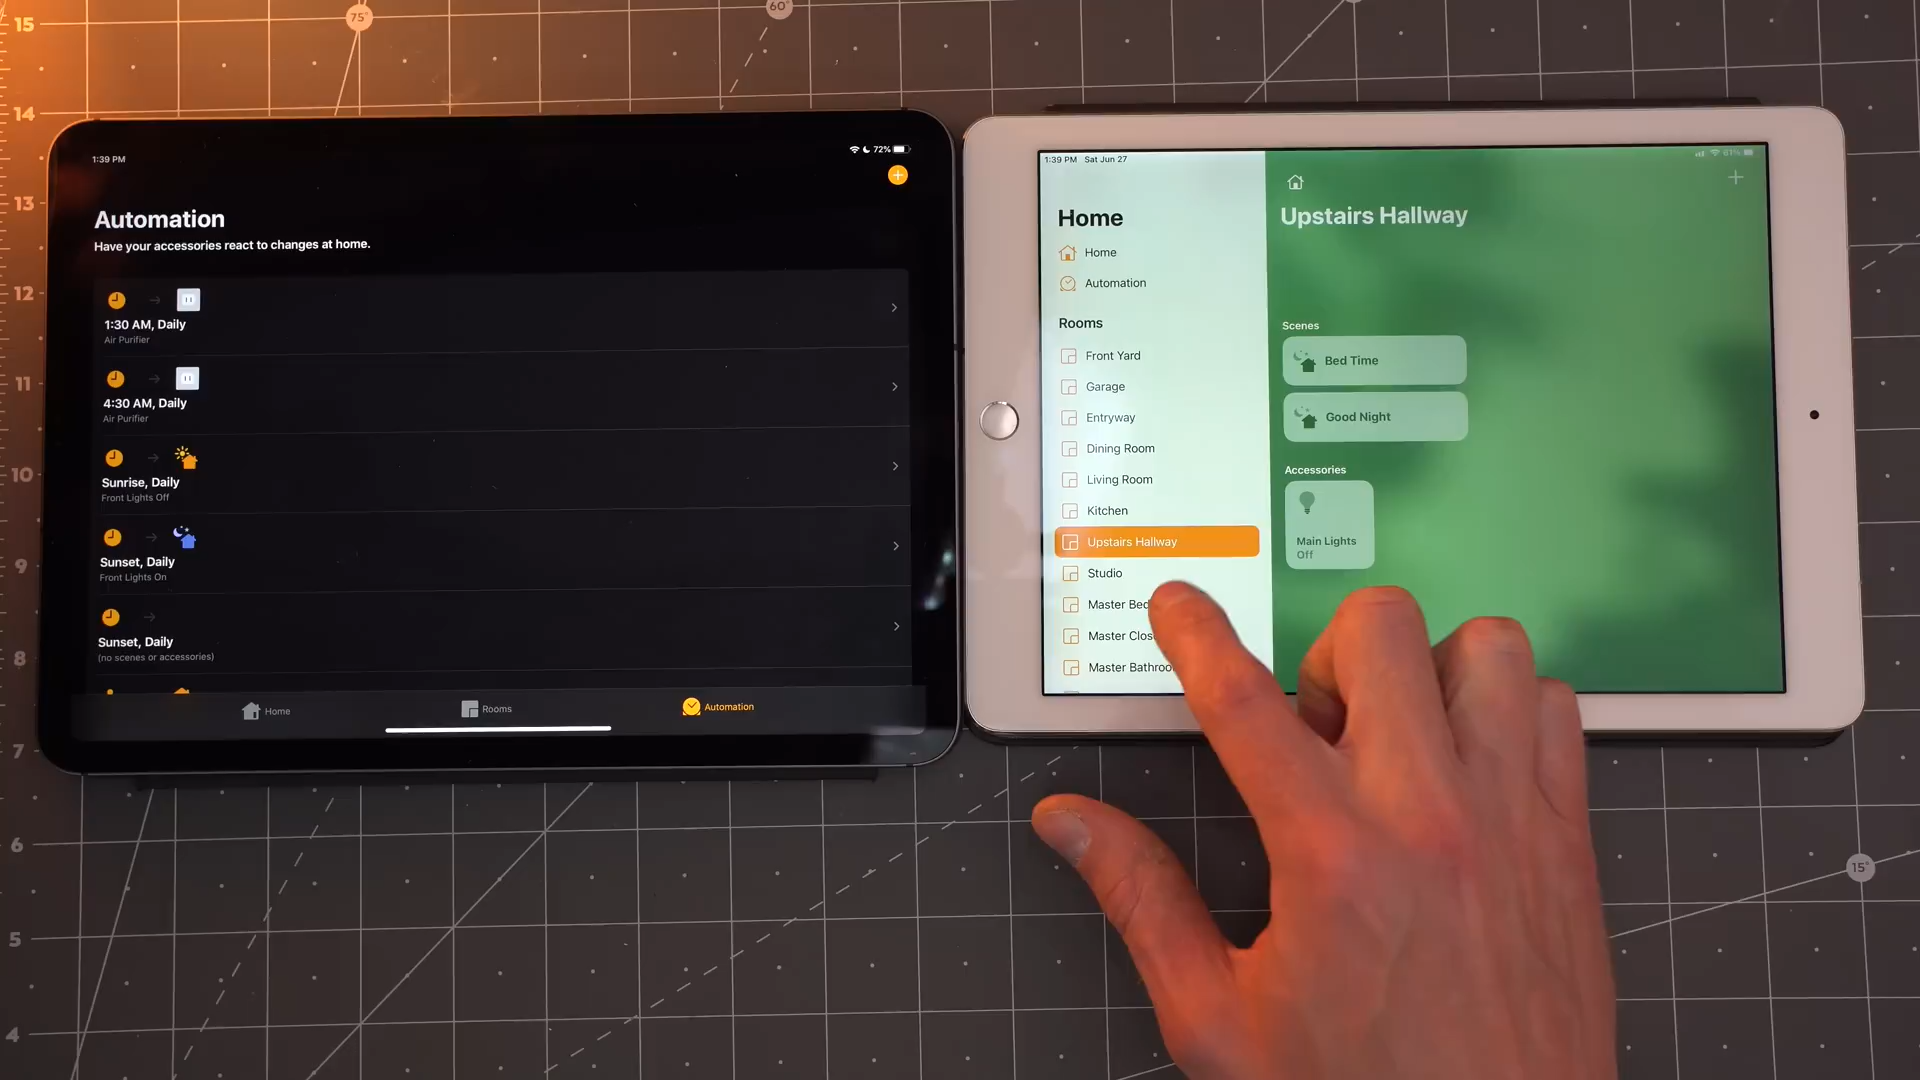 15
75°
60°
14
13
12
11
10
9
8
7
6
5
4
15°
1:39 PM
72%
Automation
Have your accessories react to changes at home.
1:30 AM, Daily
Air Purifier
4:30 AM, Daily
Air Purifier
Sunrise, Daily
Front Lights Off
Sunset, Daily
Front Lights On
Sunset, Daily
(no scenes or accessories)
Home
Rooms
Automation
1:39 PM Sat Jun 27
61%
Home
Home
Automation
Rooms
Front Yard
Garage
Entryway
Dining Room
Living Room
Kitchen
Upstairs Hallway
Studio
Master Bed
Master Clos
Master Bathroo
Upstairs Hallway
Scenes
Bed Time
Good Night
Accessories
Main Lights
Off